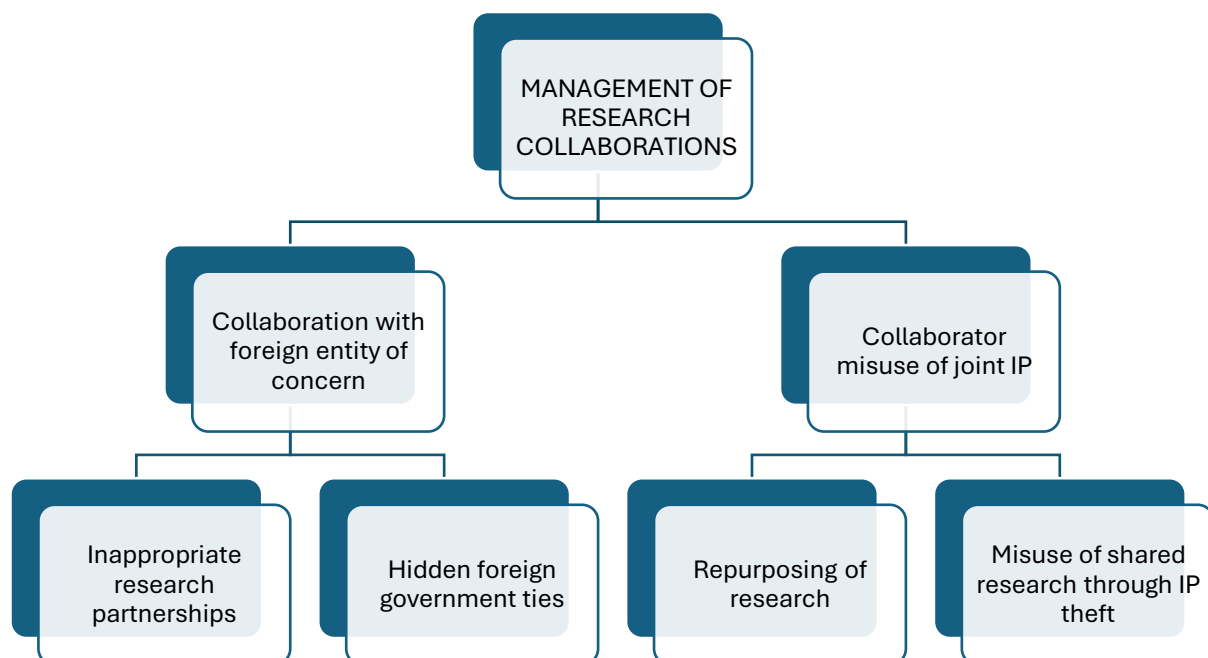 MANAGEMENT OF
RESEARCH
COLLABORATIONS
Collaboration with
foreign entity of
concern
Collaborator
misuse of joint IP
Inappropriate
research
partnerships
Hidden foreign
government ties
Repurposing of
research
Misuse of shared
research through IP
theft